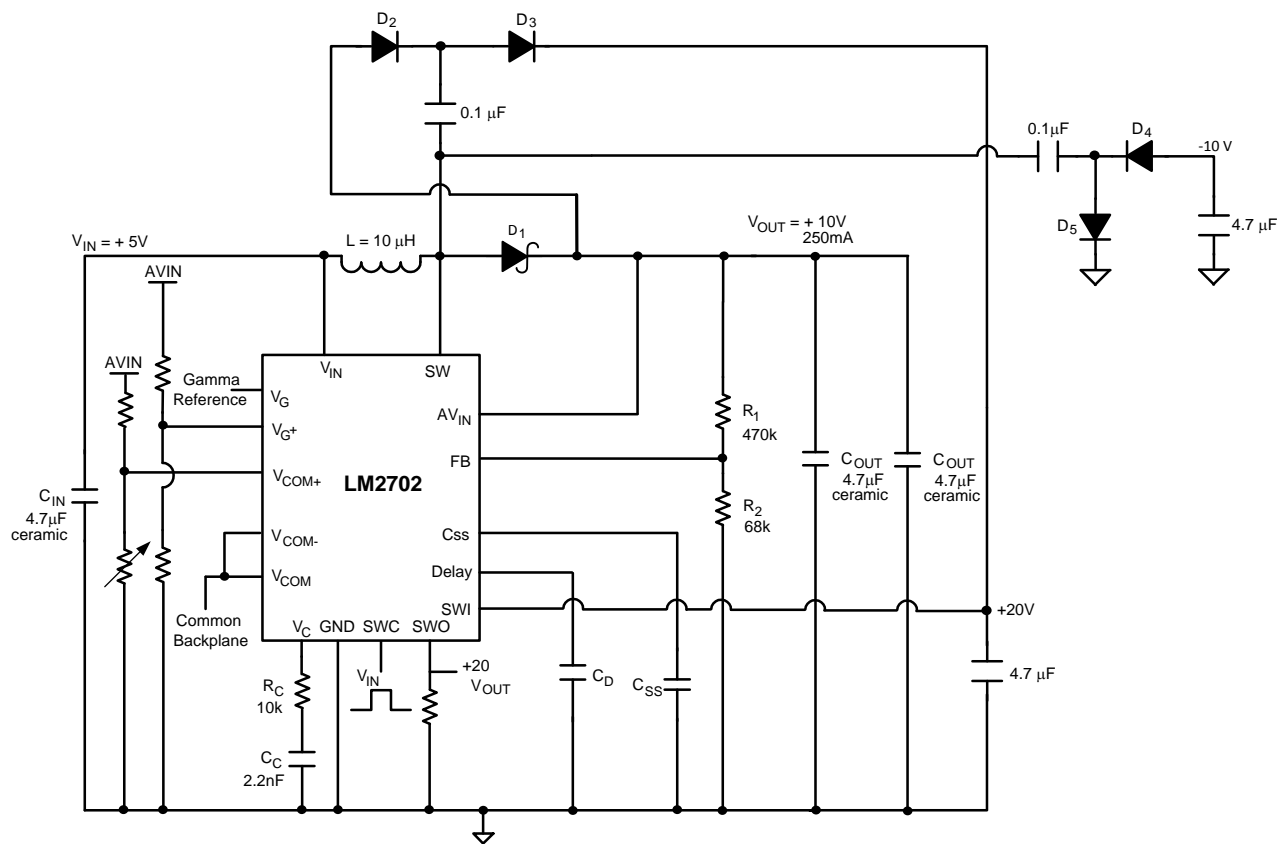 D2
D3
0.1 µF
0.1µF
D4
-10 V
D5
4.7 µF
VIN = + 5V
L = 10 µH
D1
VOUT = + 10V
250mA
AVIN
AVIN
VIN
SW
Gamma
Reference
VG
VG+
VCOM+
VCOM-
VCOM
Common
Backplane
LM2702
AVIN
FB
Css
Delay
SWI
VC
GND
SWC
SWO
R1
470k
R2
68k
COUT
4.7µF
ceramic
COUT
4.7µF
ceramic
CIN
4.7µF
ceramic
+20V
4.7 µF
RC
10k
CC
2.2nF
VIN
+20
VOUT
CD
CSS